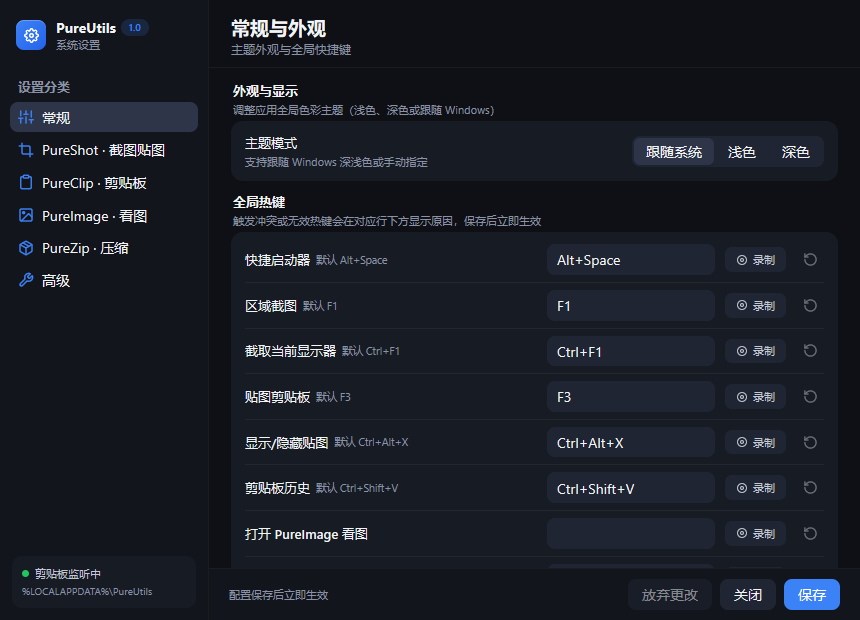 PureUtils 1.0
系统设置
设置分类
常规
PureShot · 截图贴图
PureClip · 剪贴板
PureImage · 看图
PureZip · 压缩
高级
剪贴板监听中
%LOCALAPPDATA%\PureUtils
常规与外观
主题外观与全局快捷键
外观与显示
调整应用全局色彩主题（浅色、深色或跟随 Windows）
主题模式
支持跟随 Windows 深浅色或手动指定
跟随系统 浅色 深色
全局热键
触发冲突或无效热键会在对应行下方显示原因，保存后立即生效
快捷启动器 默认 Alt+Space Alt+Space 录制
区域截图 默认 F1 F1 录制
截取当前显示器 默认 Ctrl+F1 Ctrl+F1 录制
贴图剪贴板 默认 F3 F3 录制
显示/隐藏贴图 默认 Ctrl+Alt+X Ctrl+Alt+X 录制
剪贴板历史 默认 Ctrl+Shift+V Ctrl+Shift+V 录制
打开 PureImage 看图 录制
配置保存后立即生效
放弃更改 关闭 保存